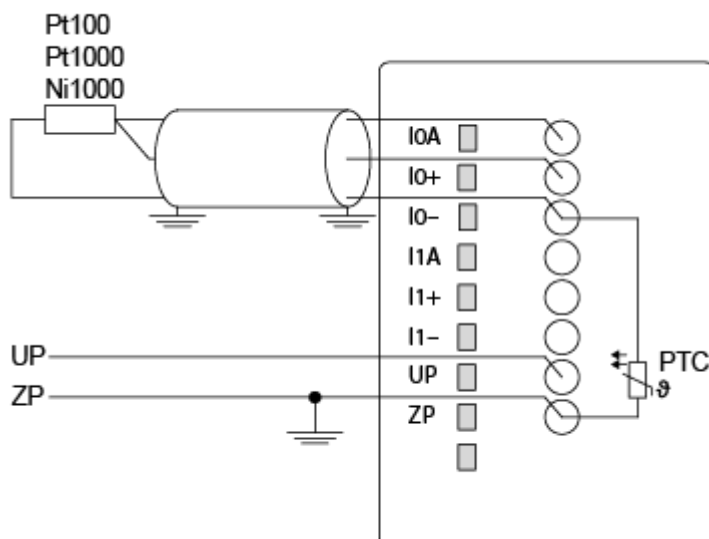 Pt100
Pt1000
Ni1000
I0A
I0+
I0–
I1A
I1+
I1–
UP
UP
ZP
ZP
PTC
ϑ